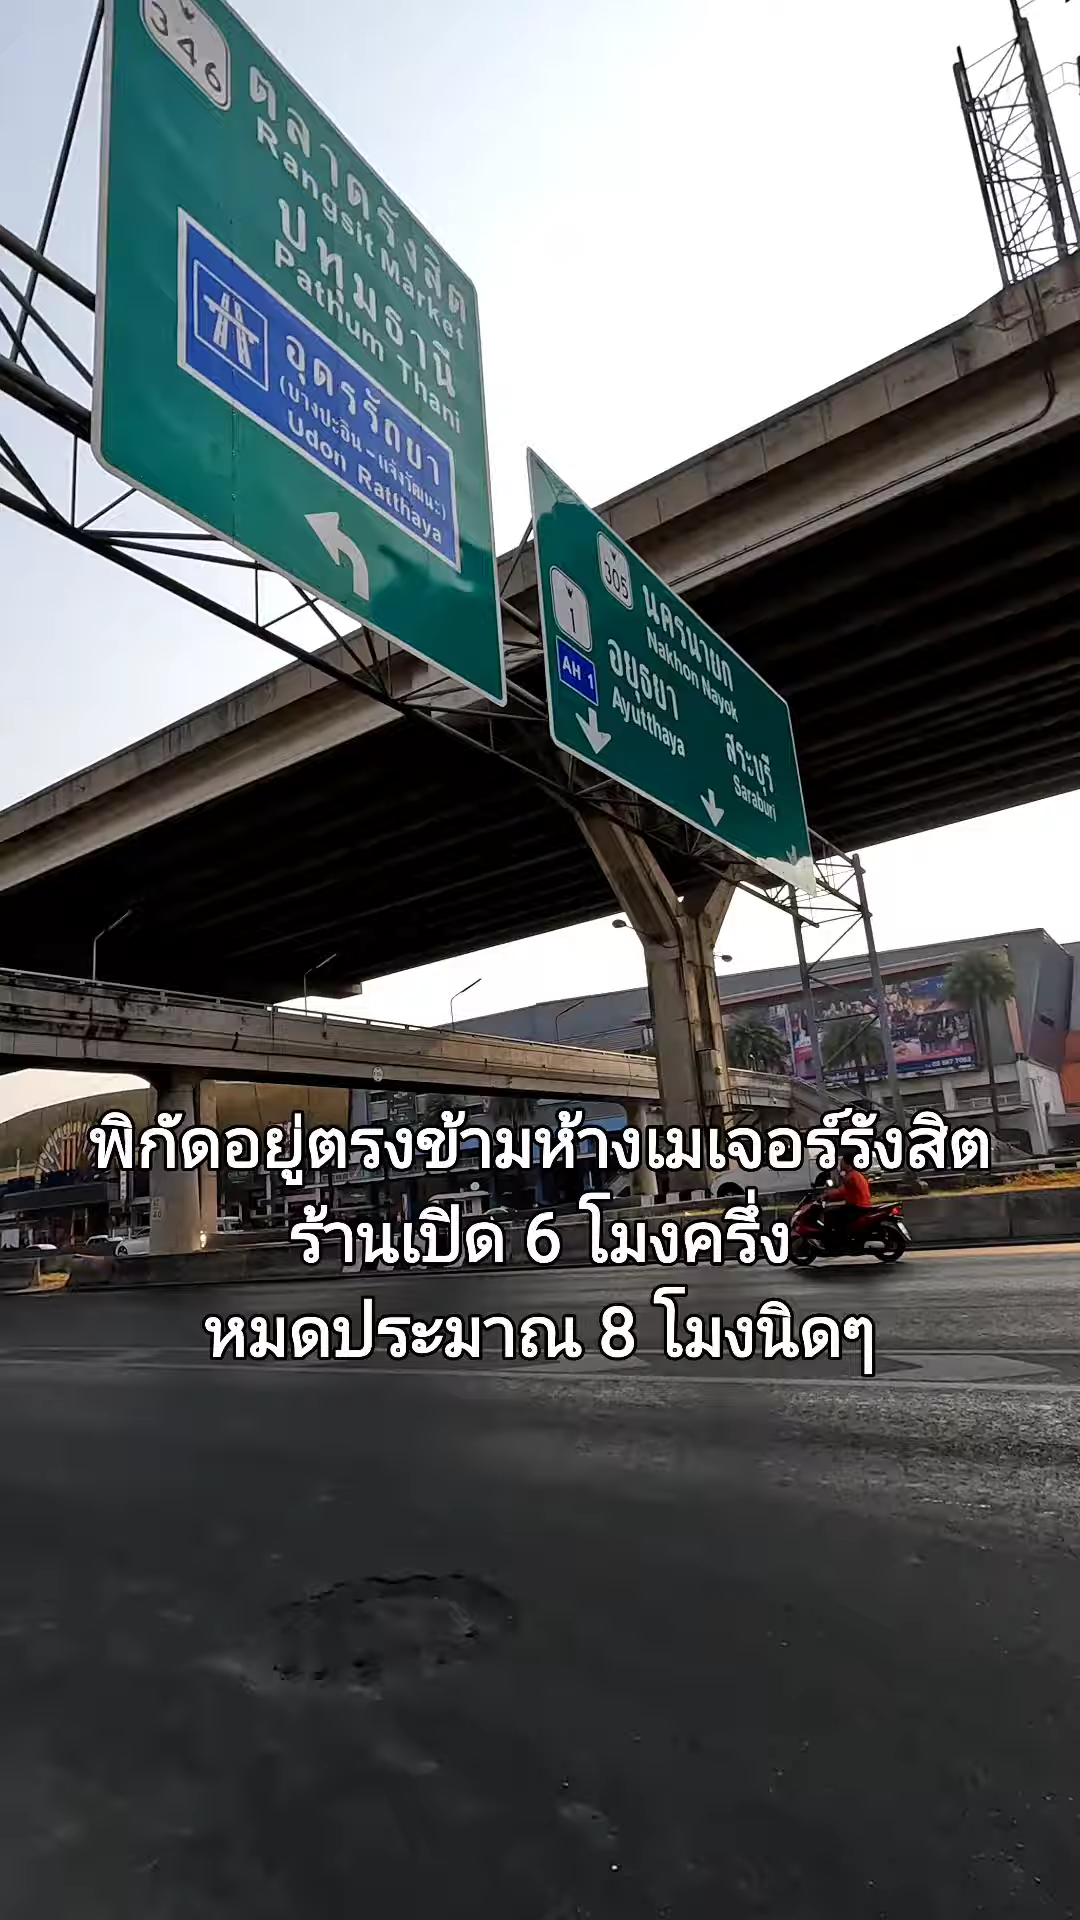 346
ตลาดรังสิต
Rangsit Market
ปทุมธานี
Pathum Thani
อุดรรัถยา
(บางปะอิน-แจ้งวัฒนะ)
Udon Ratthaya
305
นครนายก
Nakhon Nayok
1
AH 1
อยุธยา
Ayutthaya
สระบุรี
Saraburi
พิกัดอยู่ตรงข้ามห้างเมเจอร์รังสิต
ร้านเปิด 6 โมงครึ่ง
หมดประมาณ 8 โมงนิดๆ